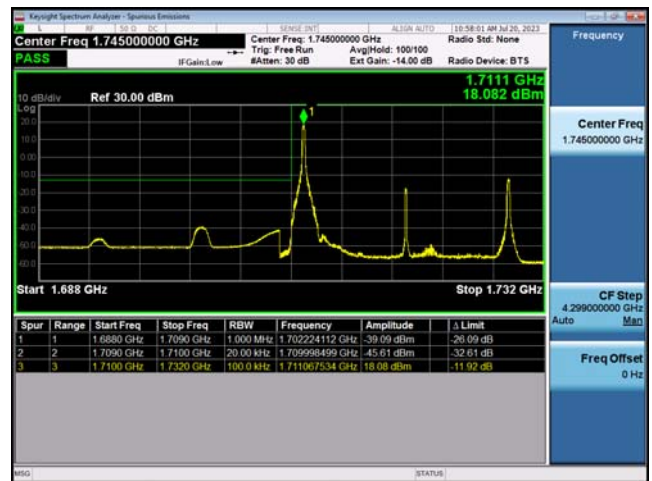 Keysight Spectrum Analyzer - Spurious Emissions
L RF 50 Ω DC SENSE:INT ALIGN AUTO 10:58:01 AM Jul 20, 2023
Center Freq 1.745000000 GHz
Center Freq: 1.745000000 GHz
Radio Std: None
Trig: Free Run Avg|Hold: 100/100
PASS
IFGain:Low
#Atten: 30 dB Ext Gain: -14.00 dB Radio Device: BTS
1.7111 GHz
18.082 dBm
10 dB/div Ref 30.00 dBm
Log
1
20.0
10.0
0.00
-10.0
-20.0
-30.0
-40.0
-50.0
-60.0
Start 1.688 GHz Stop 1.732 GHz
Spur Range Start Freq Stop Freq RBW Frequency Amplitude Δ Limit
1 1 1.6880 GHz 1.7090 GHz 1.000 MHz 1.702224112 GHz -39.09 dBm -26.09 dB
2 2 1.7090 GHz 1.7100 GHz 20.00 kHz 1.709998499 GHz -45.61 dBm -32.61 dB
3 3 1.7100 GHz 1.7320 GHz 100.0 kHz 1.711067534 GHz 18.08 dBm -11.92 dB
Frequency
Center Freq
1.745000000 GHz
CF Step
4.299000000 GHz
Auto Man
Freq Offset
0 Hz
MSG STATUS